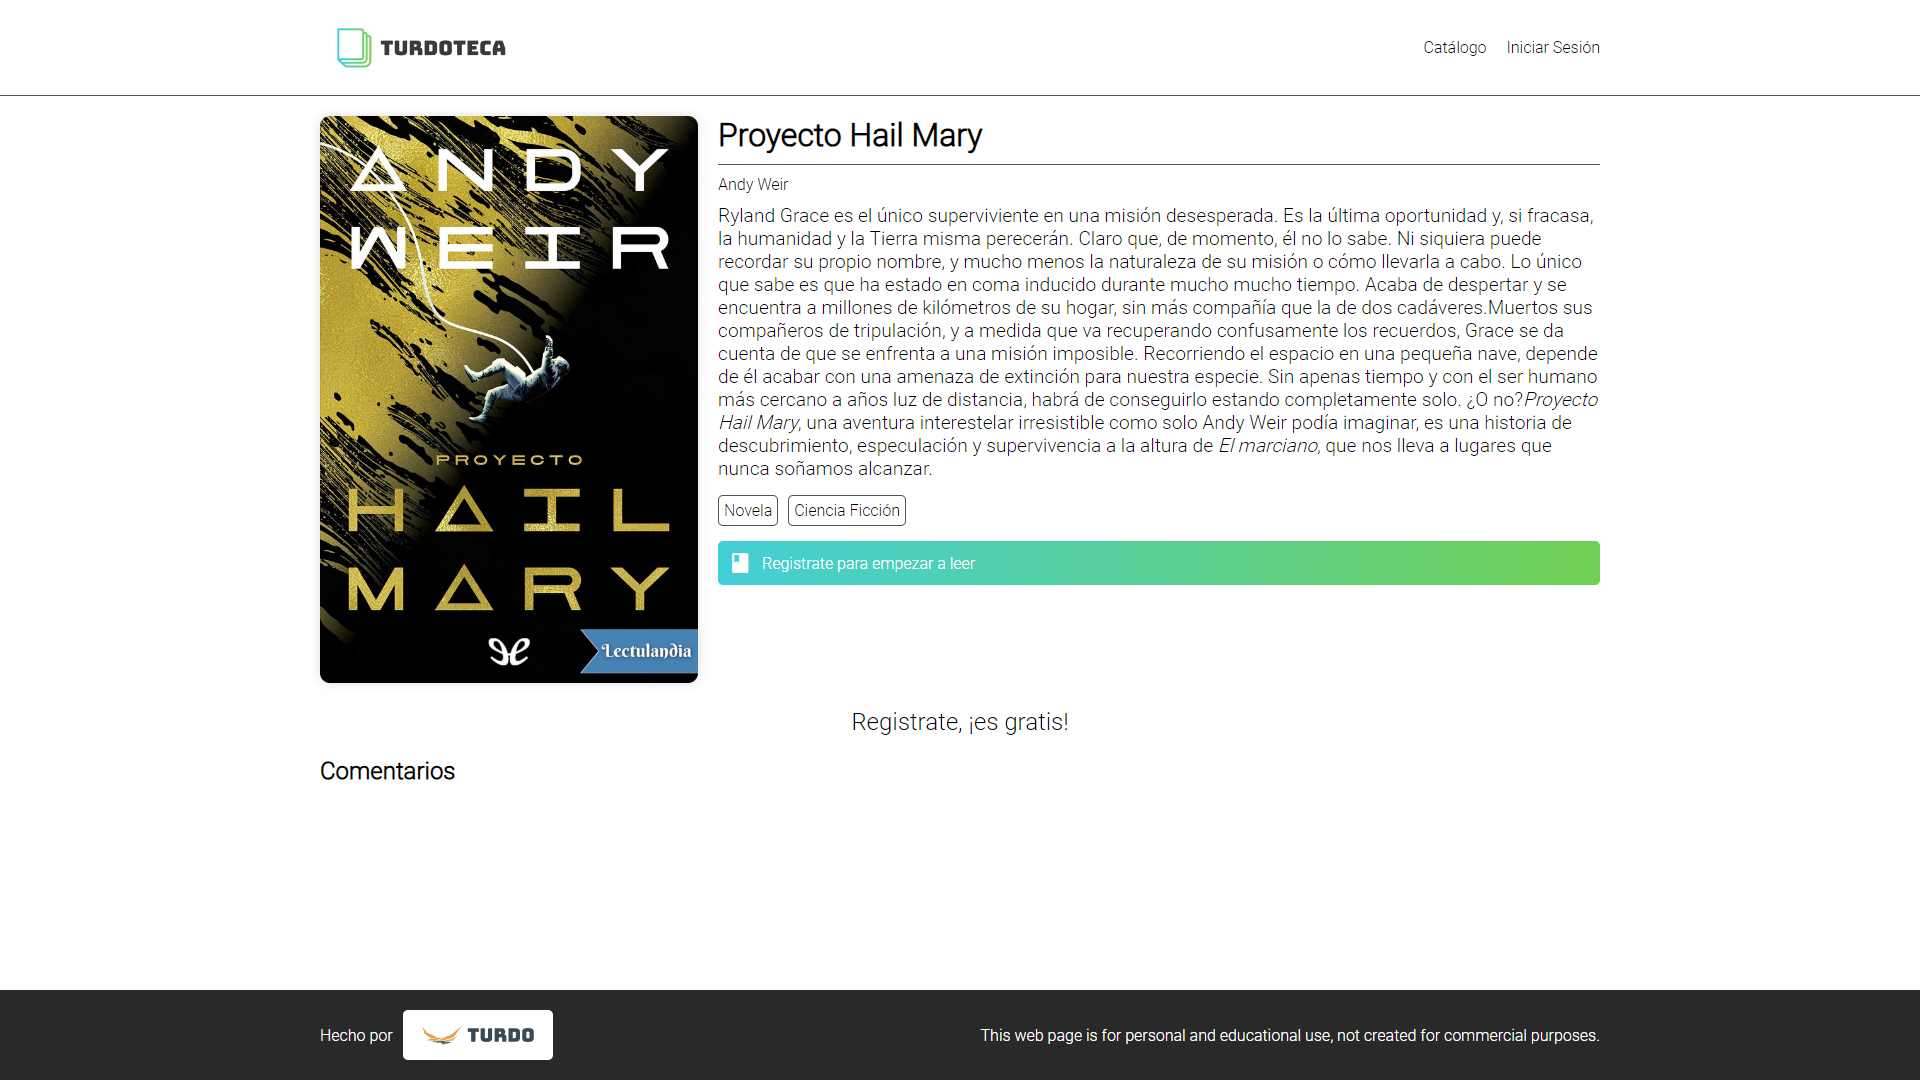 TURDOTECA
Catálogo
Iniciar Sesión
ANDY
WEIR
PROYECTO
HAIL
MARY
Lectulandia
Proyecto Hail Mary
Andy Weir
Ryland Grace es el único superviviente en una misión desesperada. Es la última oportunidad y, si fracasa,
la humanidad y la Tierra misma perecerán. Claro que, de momento, él no lo sabe. Ni siquiera puede
recordar su propio nombre, y mucho menos la naturaleza de su misión o cómo llevarla a cabo. Lo único
que sabe es que ha estado en coma inducido durante mucho mucho tiempo. Acaba de despertar y se
encuentra a millones de kilómetros de su hogar, sin más compañía que la de dos cadáveres.Muertos sus
compañeros de tripulación, y a medida que va recuperando confusamente los recuerdos, Grace se da
cuenta de que se enfrenta a una misión imposible. Recorriendo el espacio en una pequeña nave, depende
de él acabar con una amenaza de extinción para nuestra especie. Sin apenas tiempo y con el ser humano
más cercano a años luz de distancia, habrá de conseguirlo estando completamente solo. ¿O no?Proyecto
Hail Mary, una aventura interestelar irresistible como solo Andy Weir podía imaginar, es una historia de
descubrimiento, especulación y supervivencia a la altura de El marciano, que nos lleva a lugares que
nunca soñamos alcanzar.
Novela
Ciencia Ficción
Registrate para empezar a leer
Registrate, ¡es gratis!
Comentarios
Hecho por
TURDO
This web page is for personal and educational use, not created for commercial purposes.